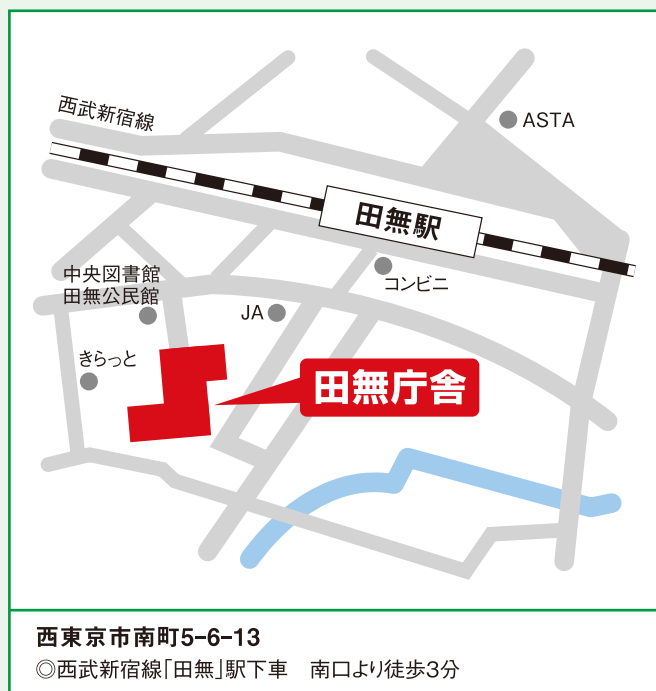 西武新宿線
ASTA
田無駅
コンビニ
中央図書館
田無公民館
JA
きらっと
田無庁舎
西東京市南町5-6-13
◎西武新宿線「田無」駅下車　南口より徒歩3分